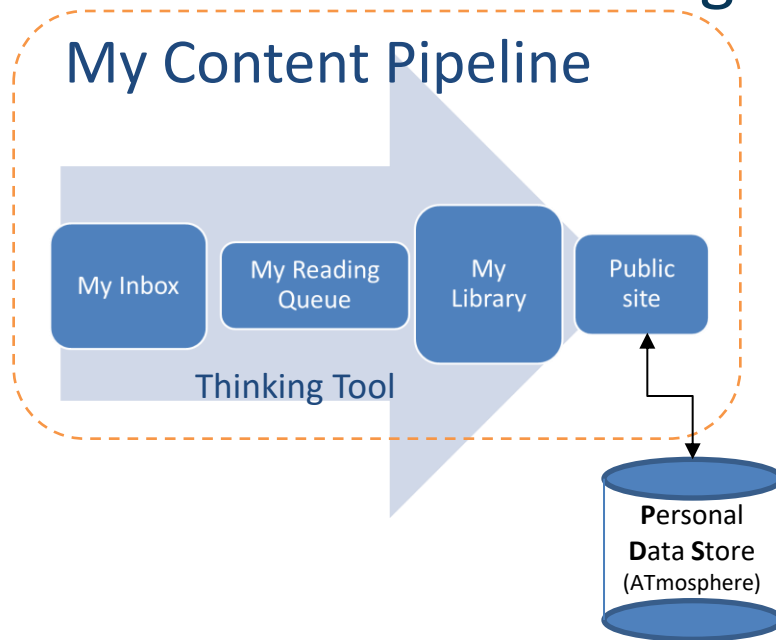 g
My Content Pipeline
My Inbox
My Reading
Queue
My
Library
Public
site
Thinking Tool
Personal
Data Store
(ATmosphere)